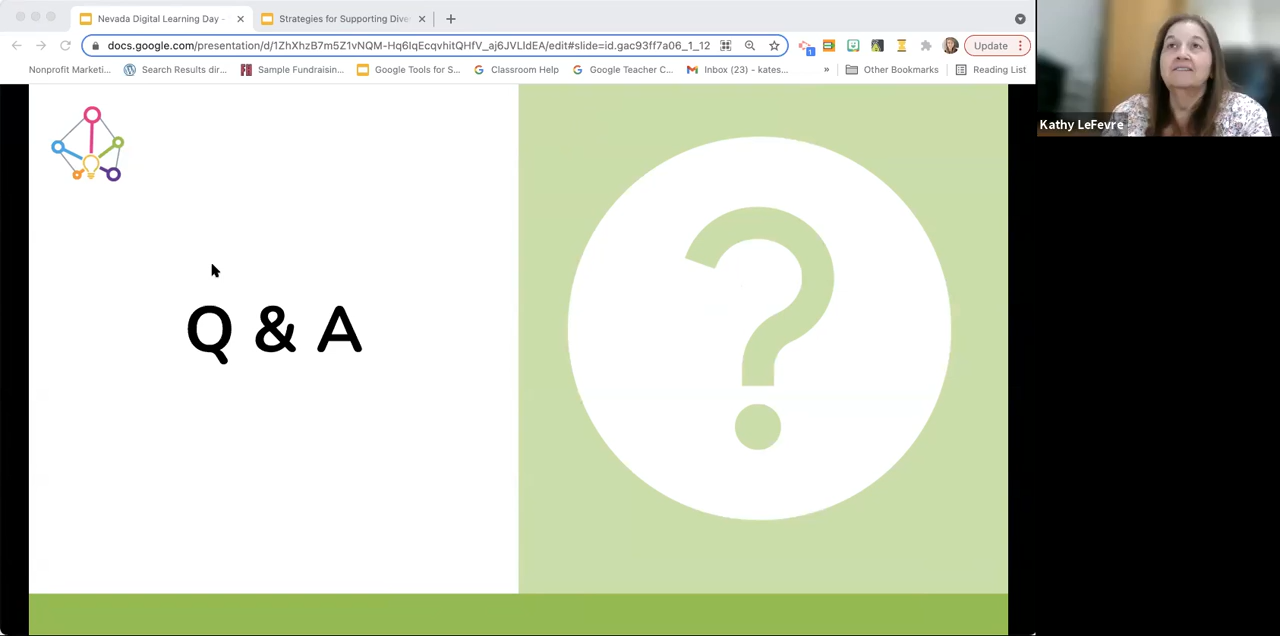 Nevada Digital Learning Day –
Strategies for Supporting Dive
docs.google.com/presentation/d/1ZhXhzB7m5Z1vNQM-Hq6IqEcqvhitQHfV_aj6JVLIdEA/edit#slide=id.gac93ff7a06_1_12
1
Update
Nonprofit Marketi...
Search Results dir...
Sample Fundraisin...
Google Tools for S...
Classroom Help
Google Teacher C...
Inbox (23) - kates...
»
Other Bookmarks
Reading List
Kathy LeFevre
Q & A
?